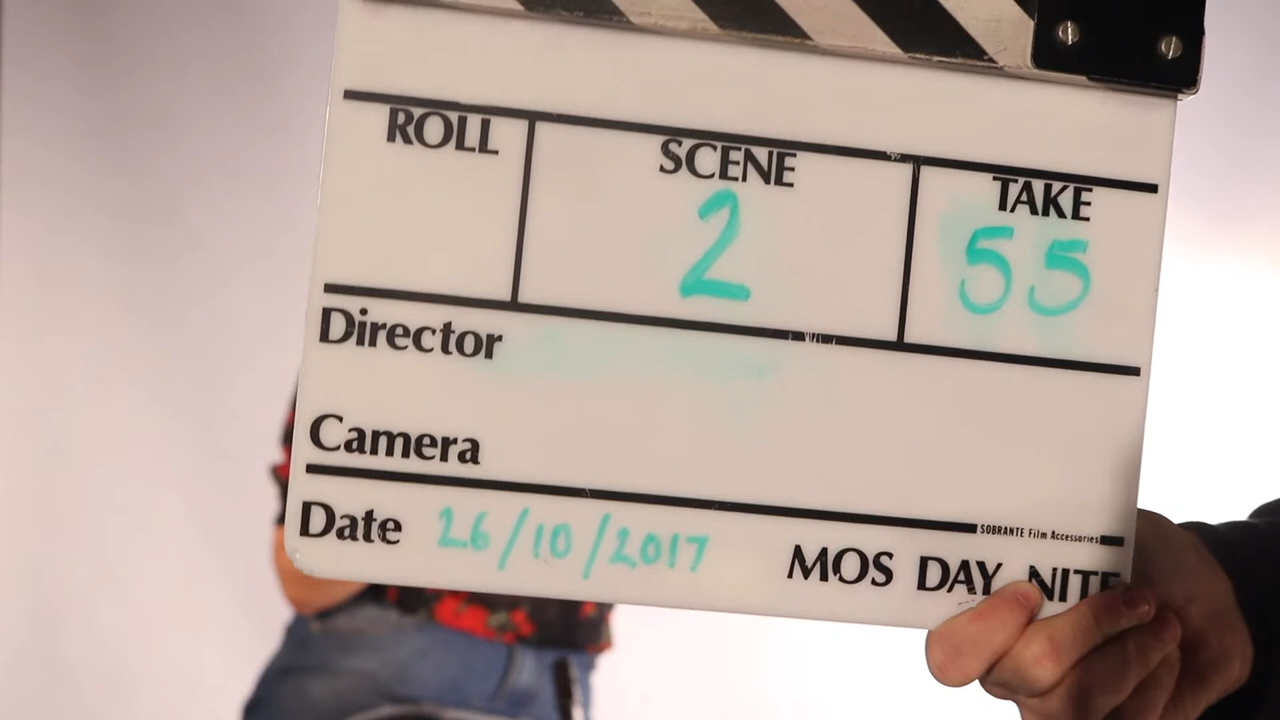 ROLL SCENE TAKE
2 55
Director
Camera
SOBRANTE Film Accessories
Date 26/10/2017 MOS DAY NITE